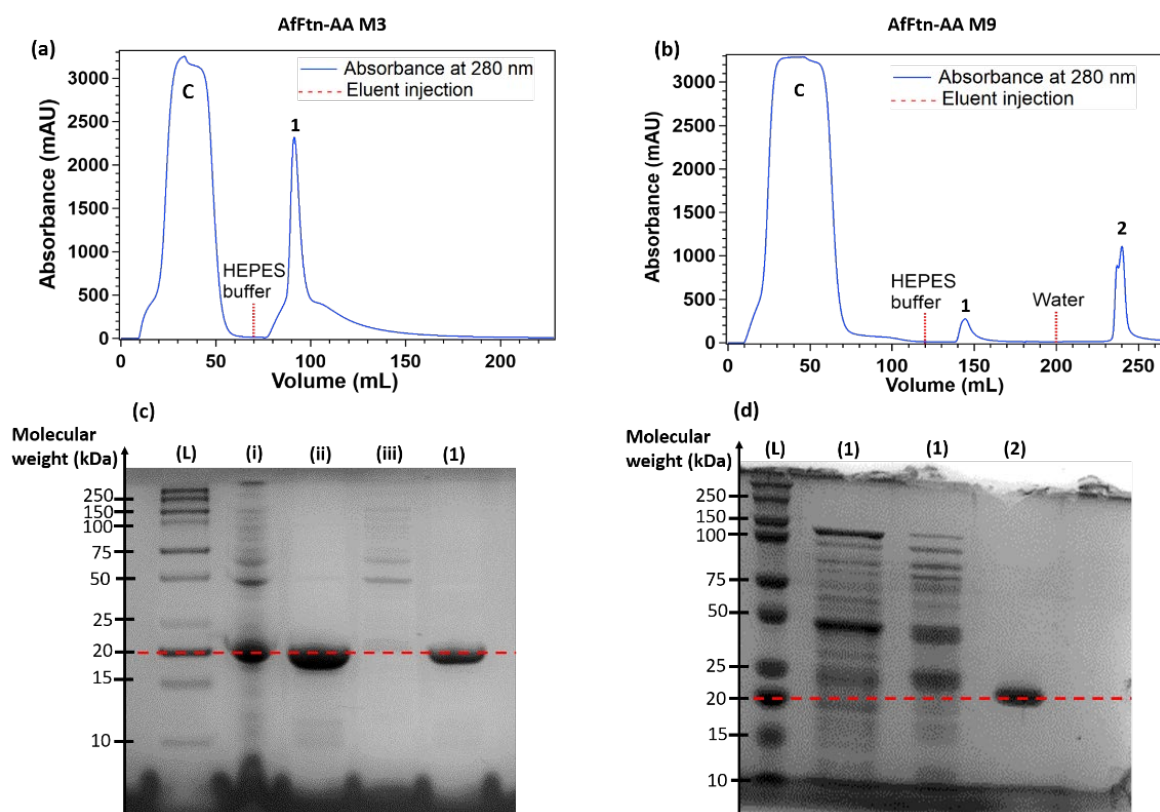 AfFtn-AA M3
(a)
Absorbance (mAU)
3000
2500
2000
1500
1000
500
0
C
1
HEPES
buffer
Absorbance at 280 nm
Eluent injection
0 50 100 150 200
Volume (mL)
AfFtn-AA M9
(b)
Absorbance (mAU)
3000
2500
2000
1500
1000
500
0
C
HEPES
buffer
1
Water
2
Absorbance at 280 nm
Eluent injection
0 50 100 150 200 250
Volume (mL)
(c)
Molecular
weight (kDa)
(L) (i) (ii) (iii) (1)
250
150
100
75
50
25
20
15
10
(d)
Molecular
weight (kDa)
(L) (1) (1) (2)
250
150
100
75
50
25
20
15
10